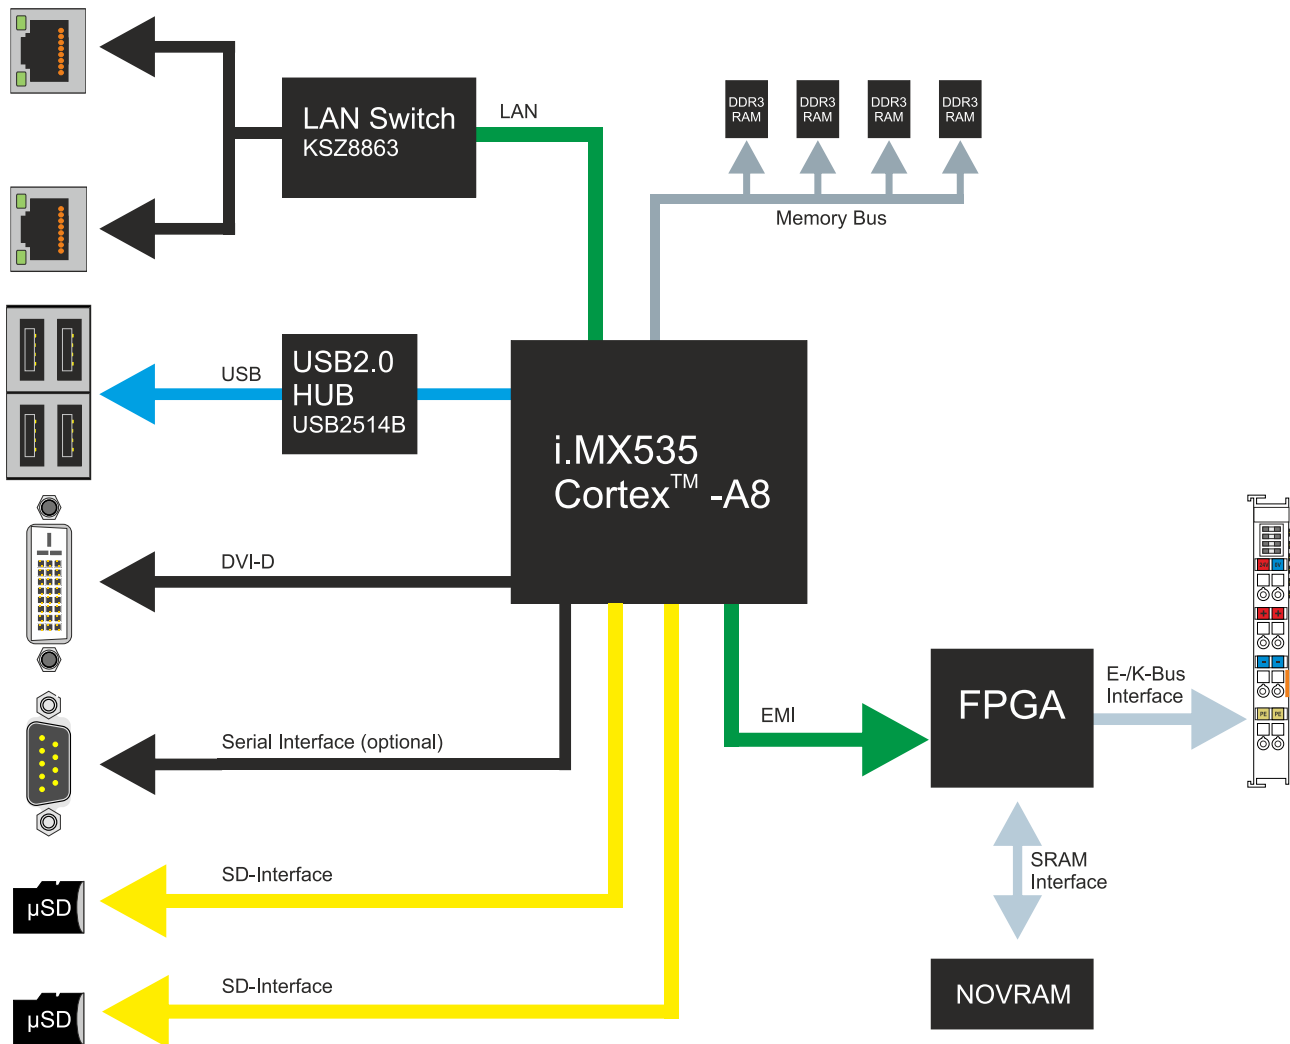 LAN Switch
KSZ8863
LAN
DDR3
RAM
DDR3
RAM
DDR3
RAM
DDR3
RAM
Memory Bus
USB
USB2.0
HUB
USB2514B
i.MX535
Cortex™ -A8
DVI-D
Serial Interface (optional)
EMI
FPGA
E-/K-Bus
Interface
SRAM
Interface
NOVRAM
SD-Interface
µSD
SD-Interface
µSD
+ +
- -
PE PE